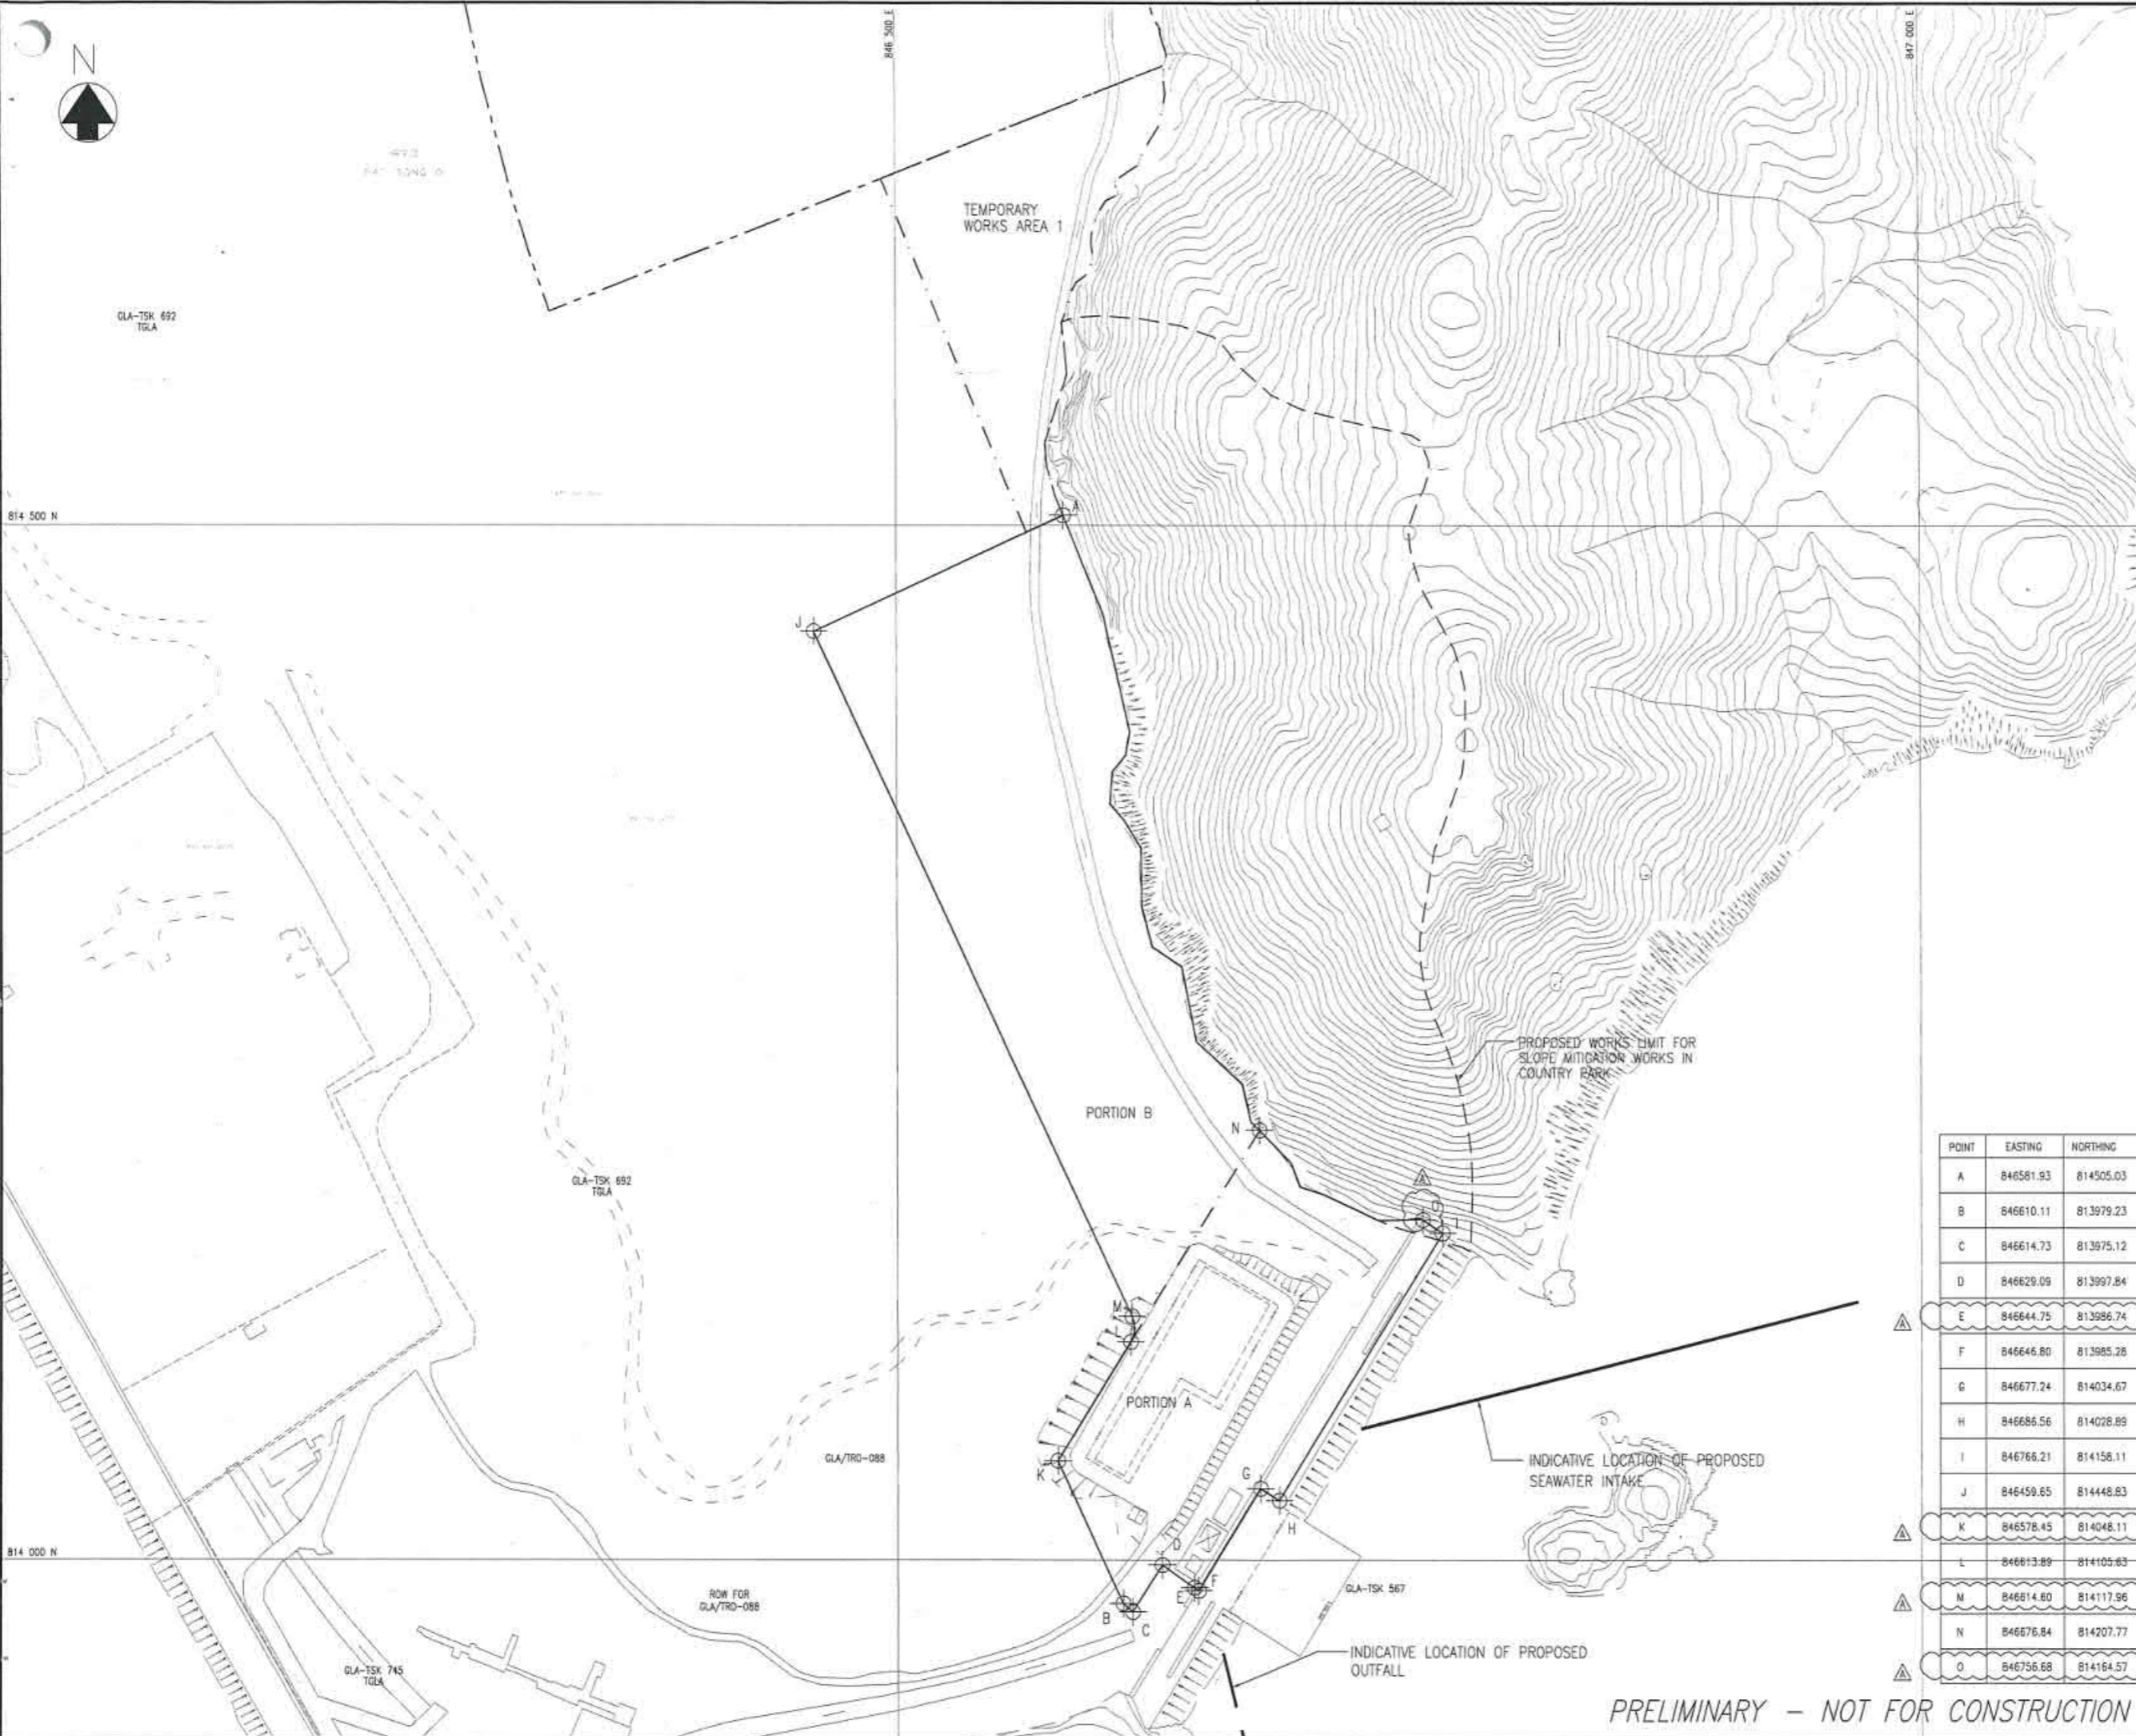 N
846 500 E
847 000 E
TEMPORARY
WORKS AREA 1
GLA-TSK 692
TGLA
814 500 N
A
J
PROPOSED WORKS LIMIT FOR
SLOPE MITIGATION WORKS IN
COUNTRY PARK
PORTION B
N
A
O
I
GLA-TSK 692
TGLA
M
L
PORTION A
GLA/TRD-088
K
G
H
INDICATIVE LOCATION OF PROPOSED
SEAWATER INTAKE
814 000 N
D
E
F
B
C
ROW FOR
GLA/TRD-088
GLA-TSK 567
GLA-TSK 745
TGLA
INDICATIVE LOCATION OF PROPOSED
OUTFALL
POINT EASTING NORTHING
A 846581.93 814505.03
B 846610.11 813979.23
C 846614.73 813975.12
D 846629.09 813997.84
A E 846644.75 813986.74
F 846646.80 813985.28
G 846677.24 814034.67
H 846686.56 814028.89
I 846766.21 814158.11
J 846459.65 814448.83
A K 846578.45 814048.11
L 846613.89 814105.63
A M 846614.60 814117.96
N 846676.84 814207.77
A O 846756.68 814164.57
PRELIMINARY – NOT FOR CONSTRUCTION